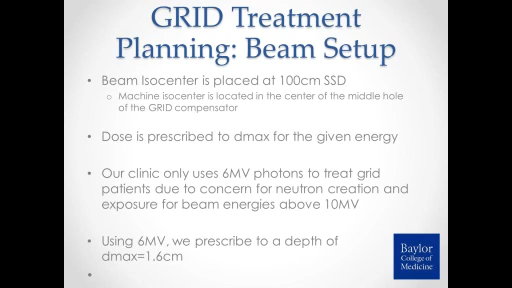 GRID Treatment
Planning: Beam Setup
• Beam Isocenter is placed at 100cm SSD
o Machine isocenter is located in the center of the middle hole
of the GRID compensator
• Dose is prescribed to dmax for the given energy
• Our clinic only uses 6MV photons to treat grid
patients due to concern for neutron creation and
exposure for beam energies above 10MV
• Using 6MV, we prescribe to a depth of
dmax=1.6cm
•
Baylor
College of
Medicine